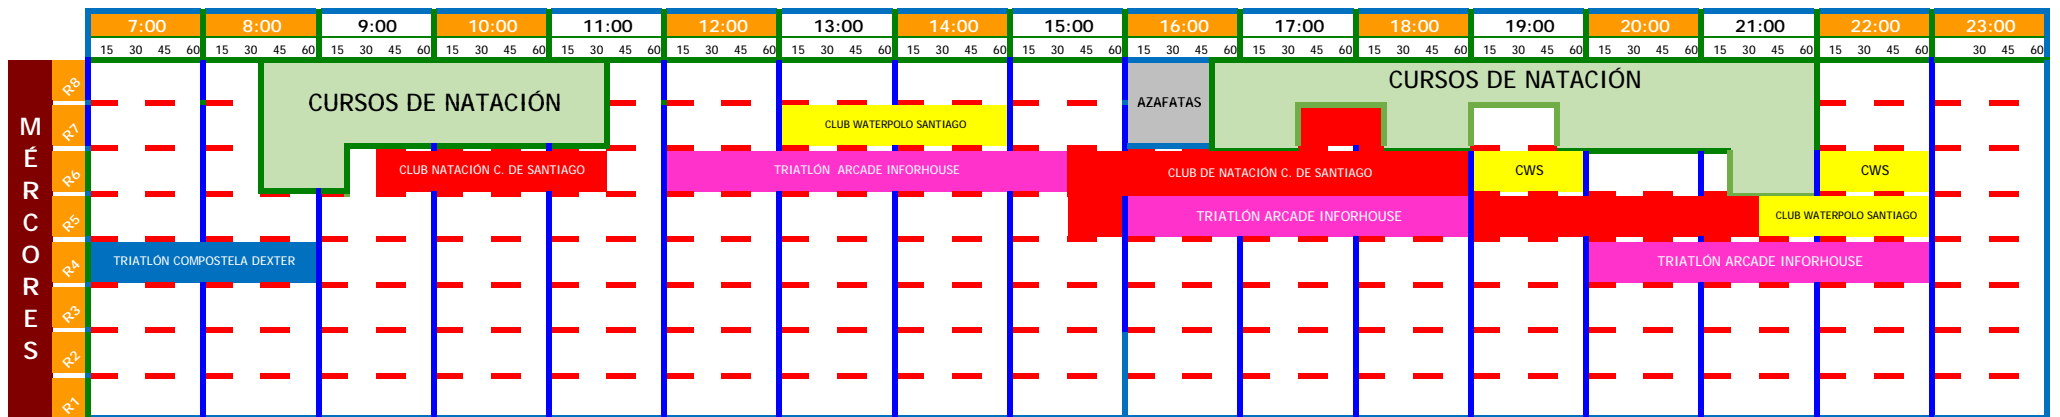 7:00 8:00 9:00 10:00 11:00 12:00 13:00 14:00 15:00 16:00 17:00 18:00 19:00 20:00 21:00 22:00 23:00
15 30 45 60 15 30 45 60 15 30 45 60 15 30 45 60 15 30 45 60 15 30 45 60 15 30 45 60 15 30 45 60 15 30 45 60 15 30 45 60 15 30 45 60 15 30 45 60 15 30 45 60 15 30 45 60 15 30 45 60 15 30 45 60 30 45 60
MÉRCORES
R8
CURSOS DE NATACIÓN
AZAFATAS
CURSOS DE NATACIÓN
R7
CLUB WATERPOLO SANTIAGO
R6
CLUB NATACIÓN C. DE SANTIAGO
TRIATLÓN ARCADE INFORHOUSE
CLUB DE NATACIÓN C. DE SANTIAGO
CWS
CWS
R5
TRIATLÓN ARCADE INFORHOUSE
CLUB WATERPOLO SANTIAGO
R4
TRIATLÓN COMPOSTELA DEXTER
TRIATLÓN ARCADE INFORHOUSE
R3
R2
R1